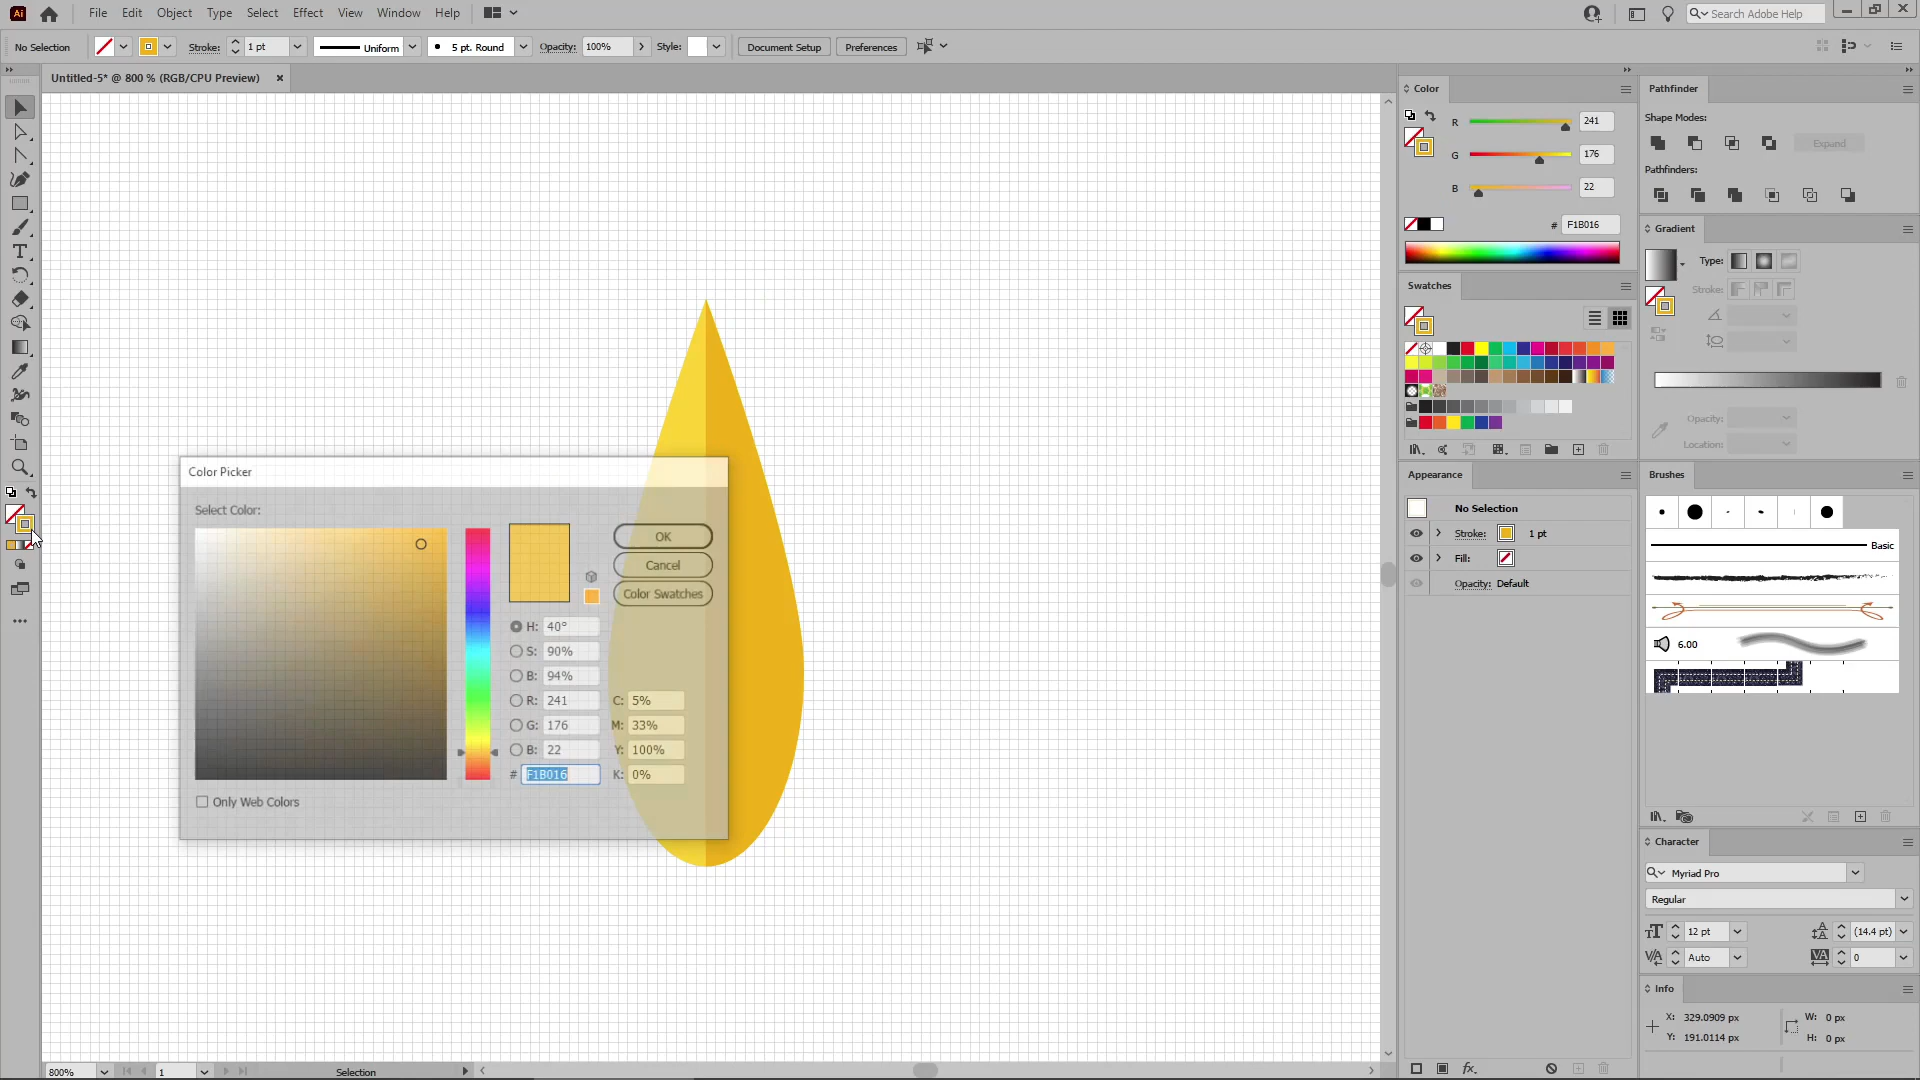 Ai File Edit Object Type Select Effect View Window Help Search Adobe Help
No Selection Stroke: 1 pt Uniform 5 pt. Round Opacity: 100% Style: Document Setup Preferences
Untitled-5* @ 800 % (RGB/CPU Preview)
Color
R 241
G 176
B 22
# F1B016
Swatches
Appearance
No Selection
Stroke: 1 pt
Fill:
Opacity: Default
Pathfinder
Shape Modes:
Expand
Pathfinders:
Gradient
Type:
Stroke:
Opacity:
Location:
Brushes
Basic
6.00
Character
Myriad Pro
Regular
12 pt (14.4 pt)
Auto 0
Info
X: 329.0909 px W: 0 px
Y: 191.0114 px H: 0 px
Color Picker
Select Color:
OK
Cancel
Color Swatches
H: 40°
S: 90%
B: 94%
R: 241 C: 5%
G: 176 M: 33%
B: 22 Y: 100%
# F1B016 K: 0%
Only Web Colors
800% 1 Selection